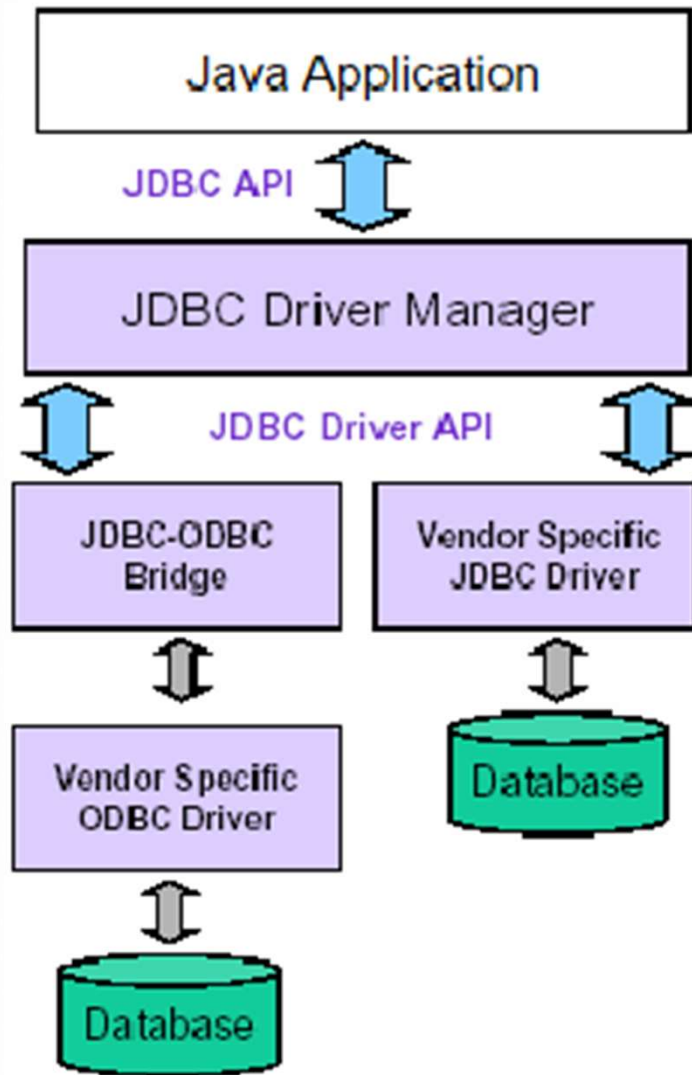 Java Application
JDBC API
JDBC Driver Manager
JDBC Driver API
JDBC-ODBC
Bridge
Vendor Specific
JDBC Driver
Vendor Specific
ODBC Driver
Database
Database